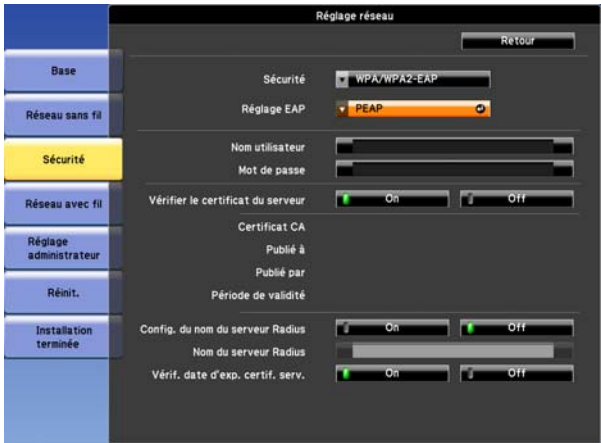 Réglage réseau
Retour
Base
Réseau sans fil
Sécurité
Réseau avec fil
Réglage
administrateur
Réinit.
Installation
terminée
Sécurité WPA/WPA2-EAP
Réglage EAP PEAP
Nom utilisateur
Mot de passe
Vérifier le certificat du serveur On Off
Certificat CA
Publié à
Publié par
Période de validité
Config. du nom du serveur Radius On Off
Nom du serveur Radius
Vérif. date d'exp. certif. serv. On Off